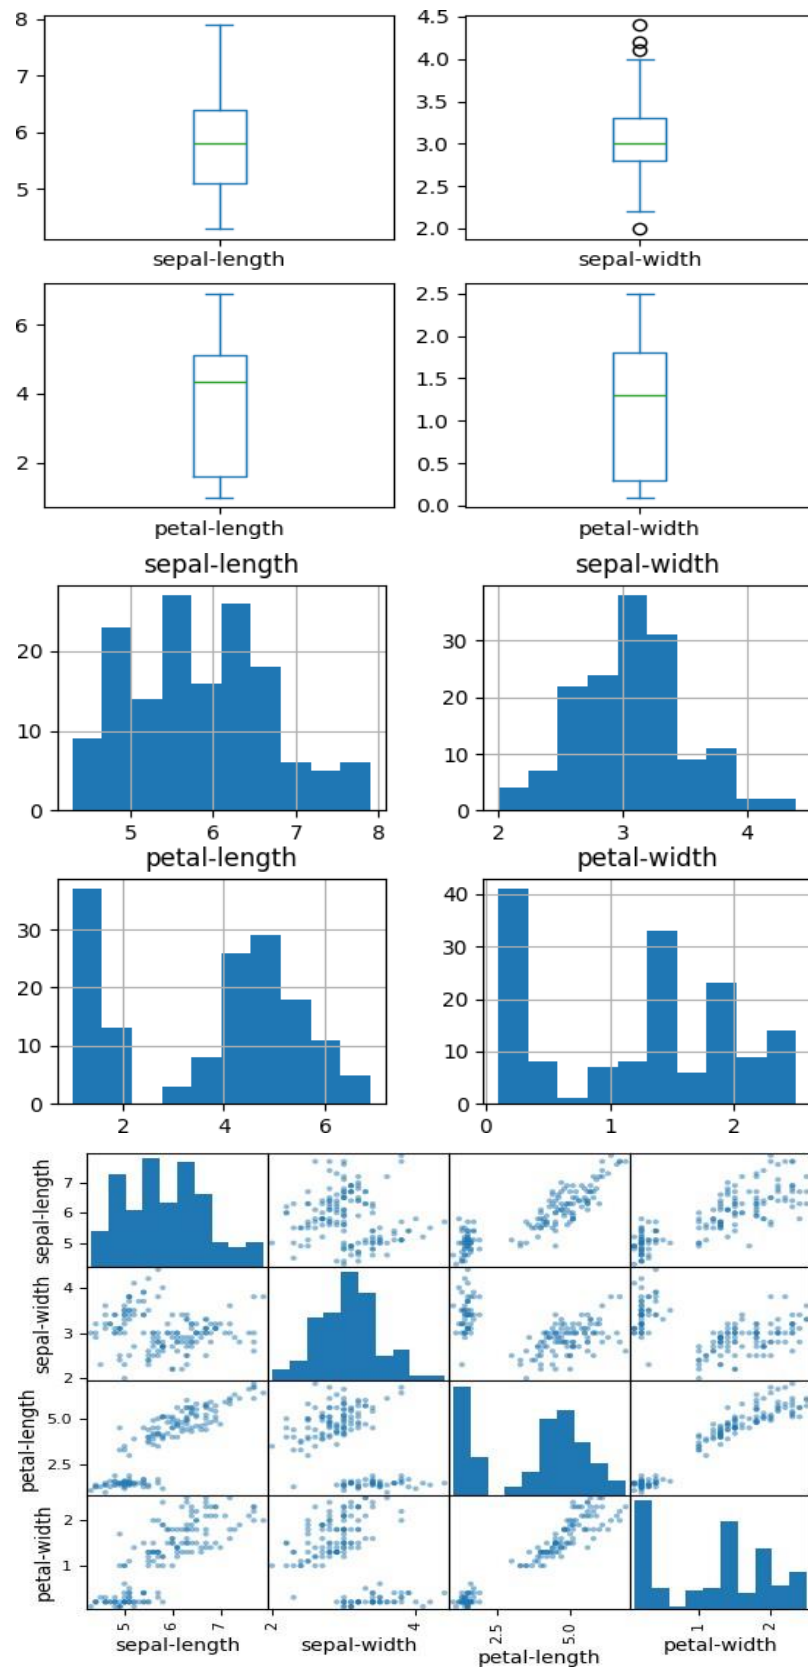 8
7
6
5
sepal-length
4.5
4.0
3.5
3.0
2.5
2.0
sepal-width
6
4
2
petal-length
2.5
2.0
1.5
1.0
0.5
0.0
petal-width
sepal-length
20
10
0
5 6 7 8
sepal-width
30
20
10
0
2 3 4
petal-length
30
20
10
0
2 4 6
petal-width
40
30
20
10
0
0 1 2
sepal-length
7
6
5
sepal-width
4
3
2
petal-length
5.0
2.5
petal-width
2
1
5 6 7
sepal-length
2 4
sepal-width
2.5 5.0
petal-length
1 2
petal-width